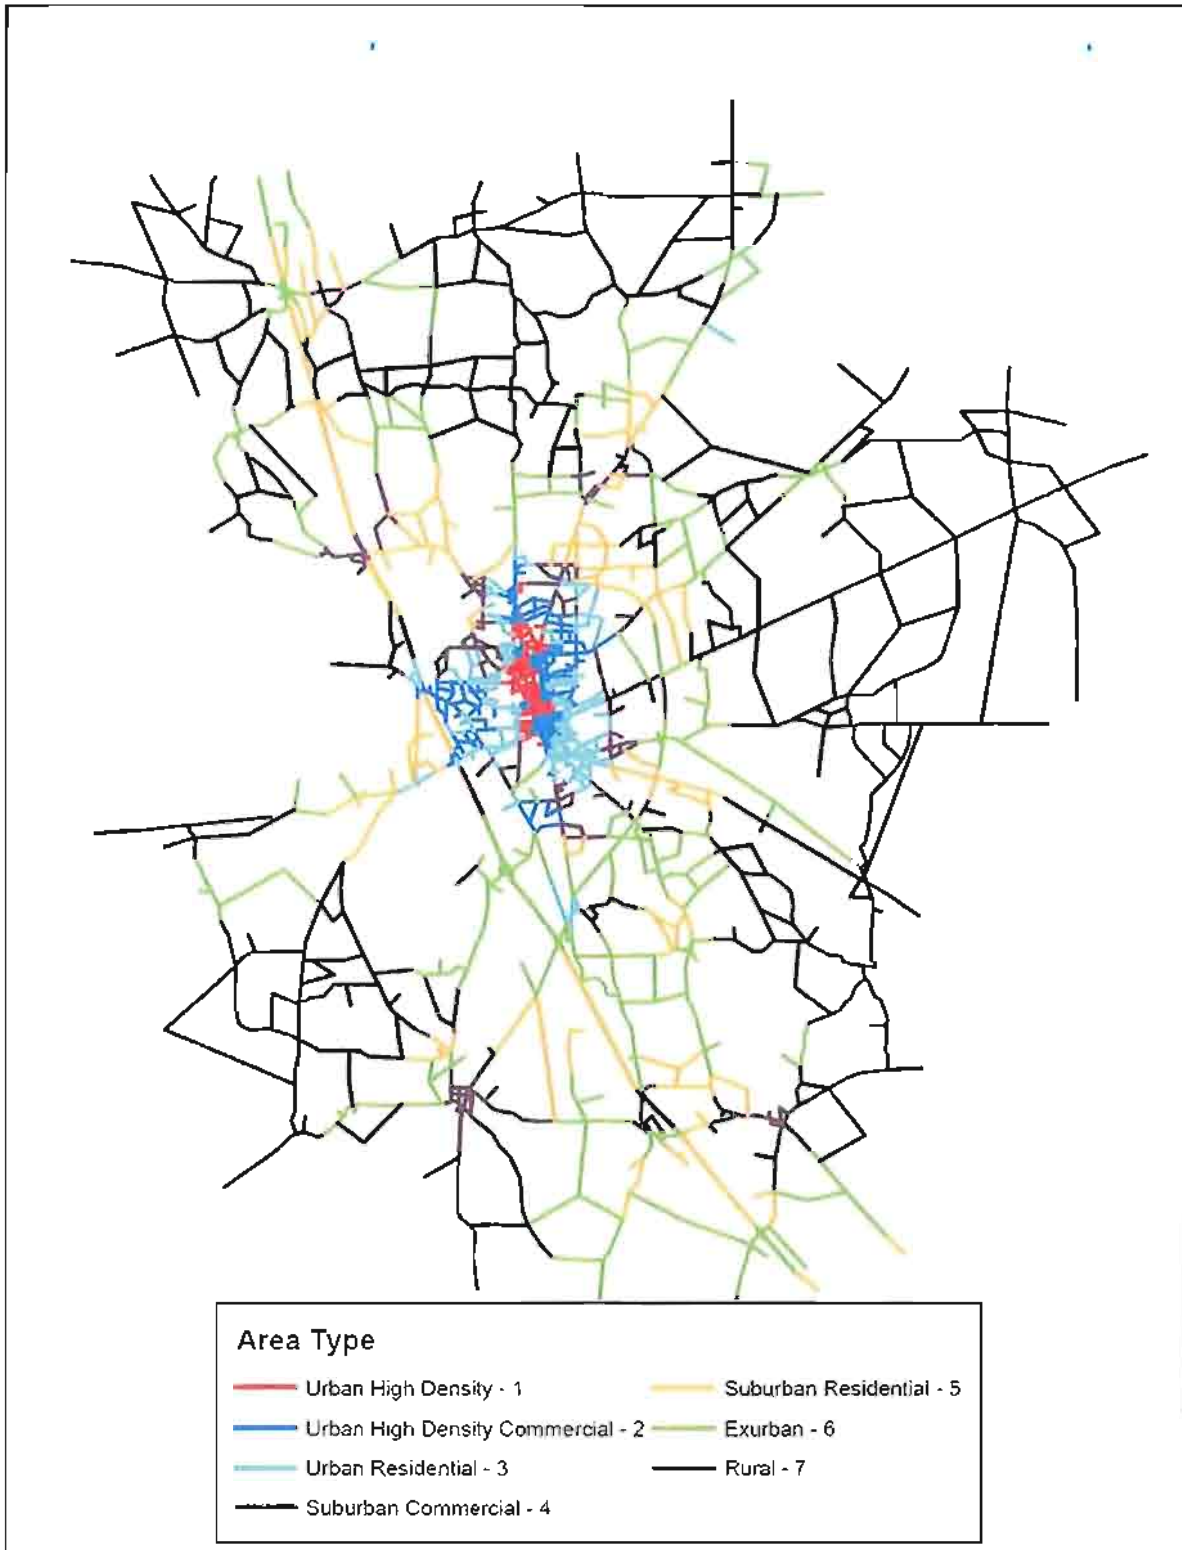 Area Type
Urban High Density - 1
Urban High Density Commercial - 2
Urban Residential - 3
Suburban Commercial - 4
Suburban Residential - 5
Exurban - 6
Rural - 7